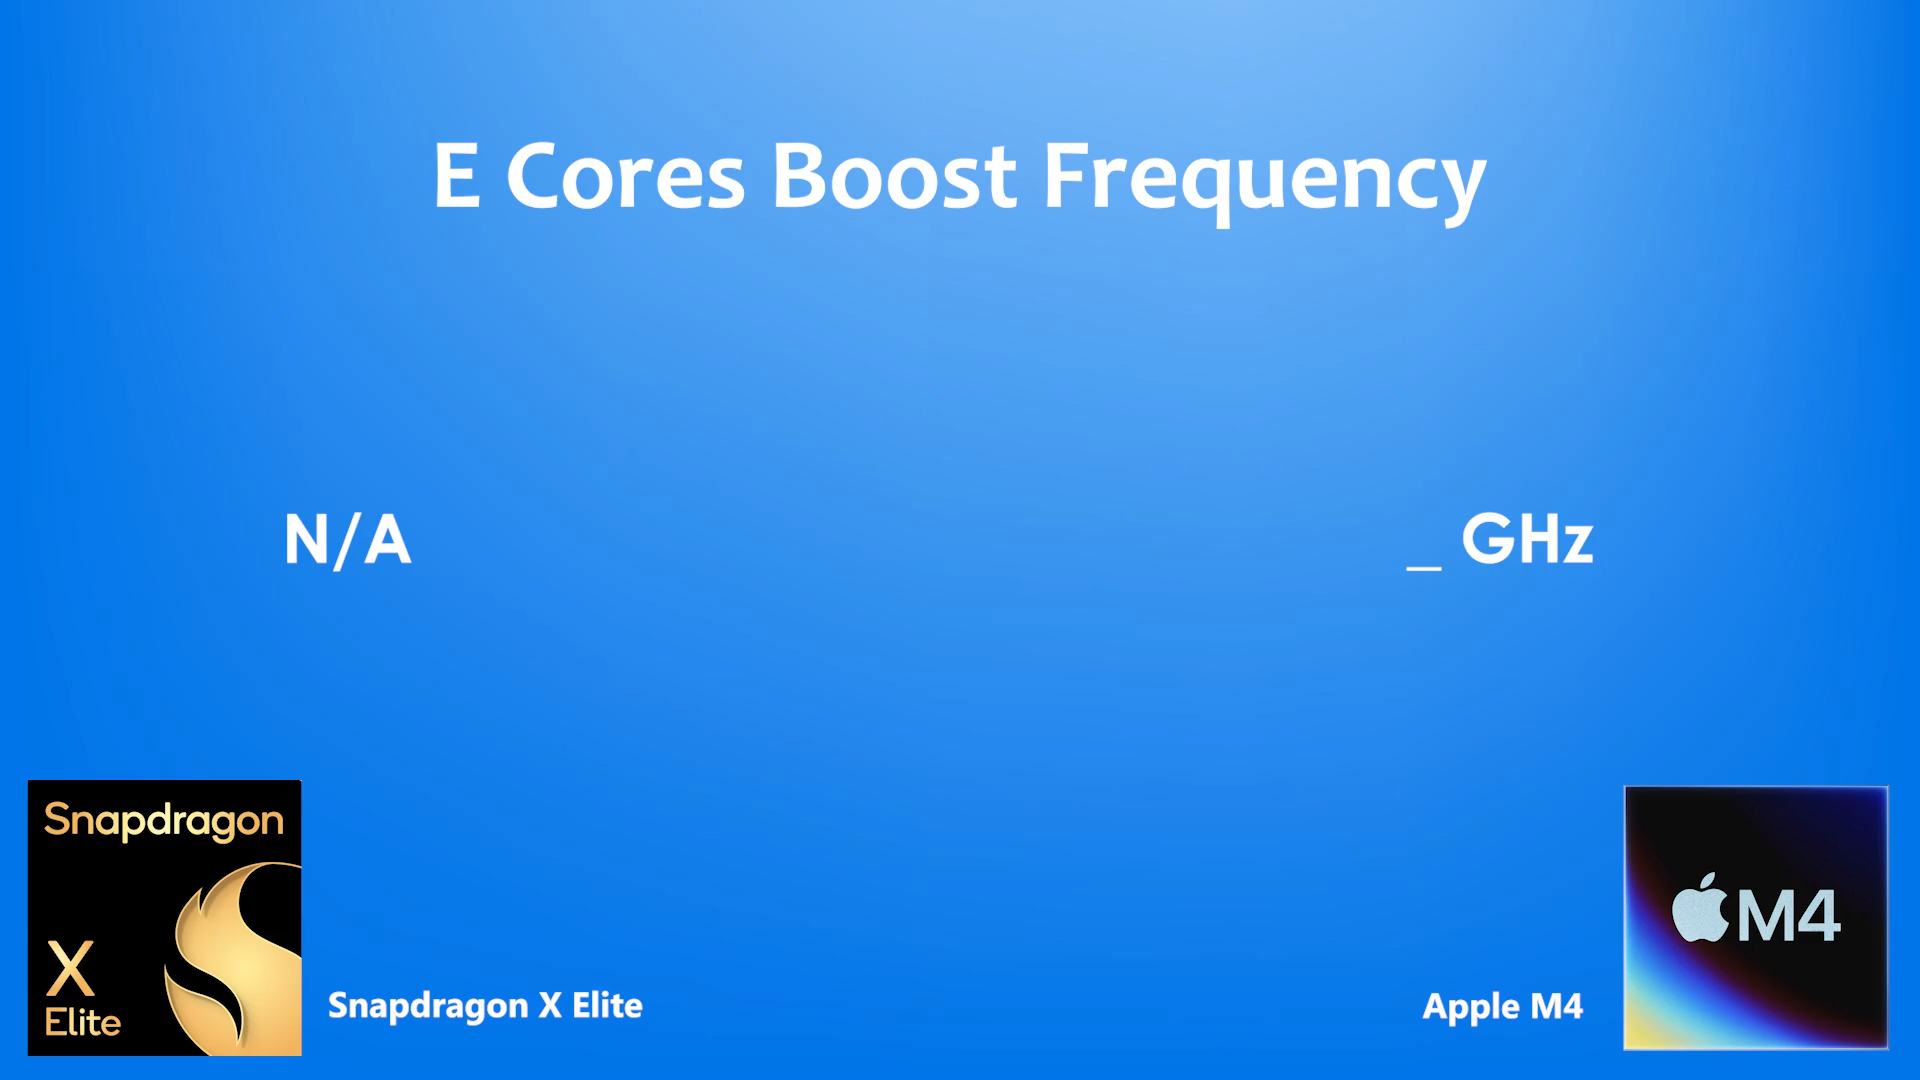 E Cores Boost Frequency
N/A
_ GHz
Snapdragon
X
Elite
Snapdragon X Elite
Apple M4
M4